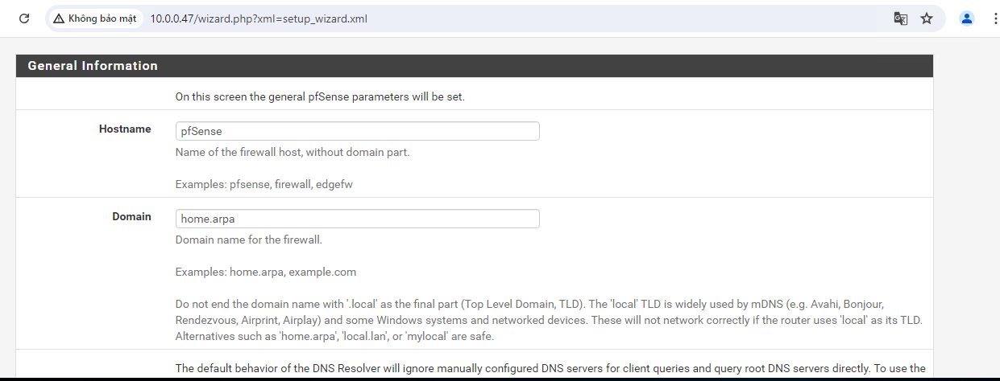 Không bảo mật 10.0.0.47/wizard.php?xml=setup_wizard.xml
General Information
On this screen the general pfSense parameters will be set.
Hostname pfSense
Name of the firewall host, without domain part.
Examples: pfsense, firewall, edgefw
Domain home.arpa
Domain name for the firewall.
Examples: home.arpa, example.com
Do not end the domain name with '.local' as the final part (Top Level Domain, TLD). The 'local' TLD is widely used by mDNS (e.g. Avahi, Bonjour,
Rendezvous, Airprint, Airplay) and some Windows systems and networked devices. These will not network correctly if the router uses 'local' as its TLD.
Alternatives such as 'home.arpa', 'local.lan', or 'mylocal' are safe.
The default behavior of the DNS Resolver will ignore manually configured DNS servers for client queries and query root DNS servers directly. To use the